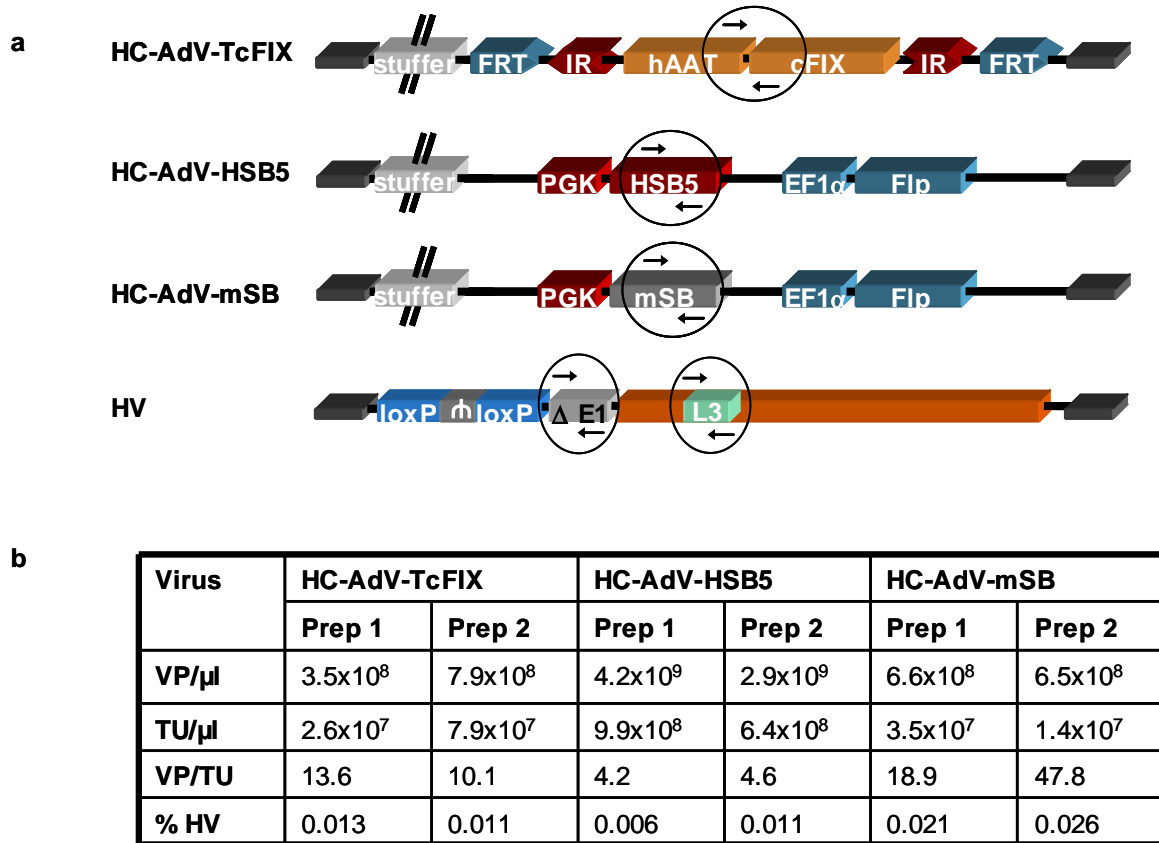 a
HC-AdV-TcFIX
stuffer FRT IR hAAT cFIX IR FRT
HC-AdV-HSB5
stuffer PGK HSB5 EF1α Flp
HC-AdV-mSB
stuffer PGK mSB EF1α Flp
HV
loxP Ψ loxP Δ E1 L3
b
Virus HC-AdV-TcFIX HC-AdV-HSB5 HC-AdV-mSB
Prep 1 Prep 2 Prep 1 Prep 2 Prep 1 Prep 2
VP/µl 3.5x10⁸ 7.9x10⁸ 4.2x10⁹ 2.9x10⁹ 6.6x10⁸ 6.5x10⁸
TU/µl 2.6x10⁷ 7.9x10⁷ 9.9x10⁸ 6.4x10⁸ 3.5x10⁷ 1.4x10⁷
VP/TU 13.6 10.1 4.2 4.6 18.9 47.8
% HV 0.013 0.011 0.006 0.011 0.021 0.026